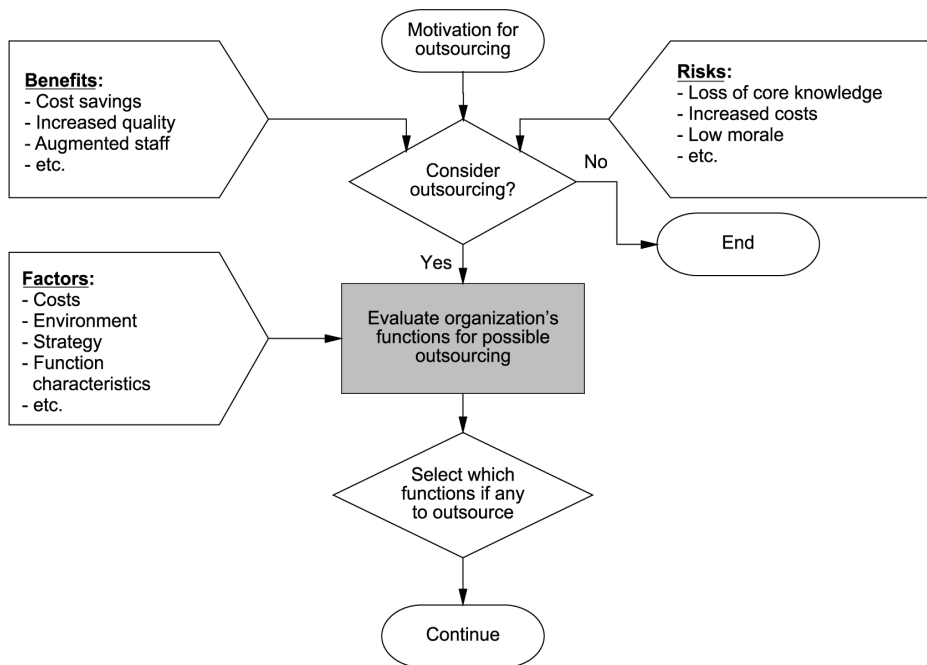 Motivation for
outsourcing
Benefits:
- Cost savings
- Increased quality
- Augmented staff
- etc.
Risks:
- Loss of core knowledge
- Increased costs
- Low morale
- etc.
Consider
outsourcing?
No
End
Yes
Factors:
- Costs
- Environment
- Strategy
- Function
characteristics
- etc.
Evaluate organization's
functions for possible
outsourcing
Select which
functions if any
to outsource
Continue